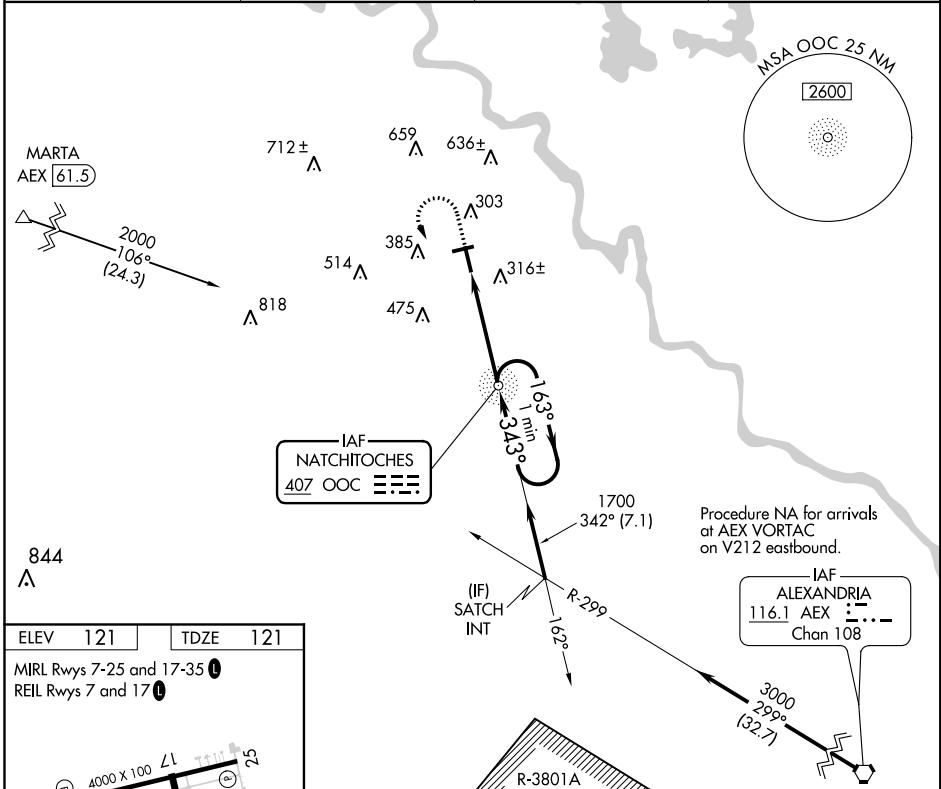 MSA OOC 25 NM
2600
MARTA
AEX 61.5
2000
106°
(24.3)
712 ±
659
636±
303
385
514
316±
818
475
163°
1 min
343°
IAF
NATCHITOCHES
407 OOC
1700
342° (7.1)
Procedure NA for arrivals
at AEX VORTAC
on V212 eastbound.
844
(IF)
SATCH
INT
R-299
162°
IAF
ALEXANDRIA
116.1 AEX
Chan 108
3000
299°
(32.7)
ELEV 121
TDZE 121
MIRL Rwys 7-25 and 17-35 L
REIL Rwys 7 and 17 L
4000 X 100
17
25
P
R-3801A